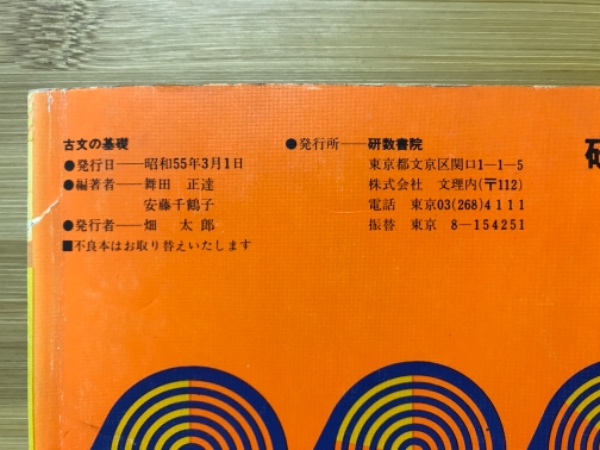 古文の基礎
●発行日――昭和55年3月1日
●編著者――舞田 正達
安藤千鶴子
●発行者――畑 太郎
■不良本はお取り替えいたします
●発行所――研数書院
東京都文京区関口1―1―5
株式会社 文理内(〒112)
電話 東京03(268)4111
振替 東京 8―154251
研